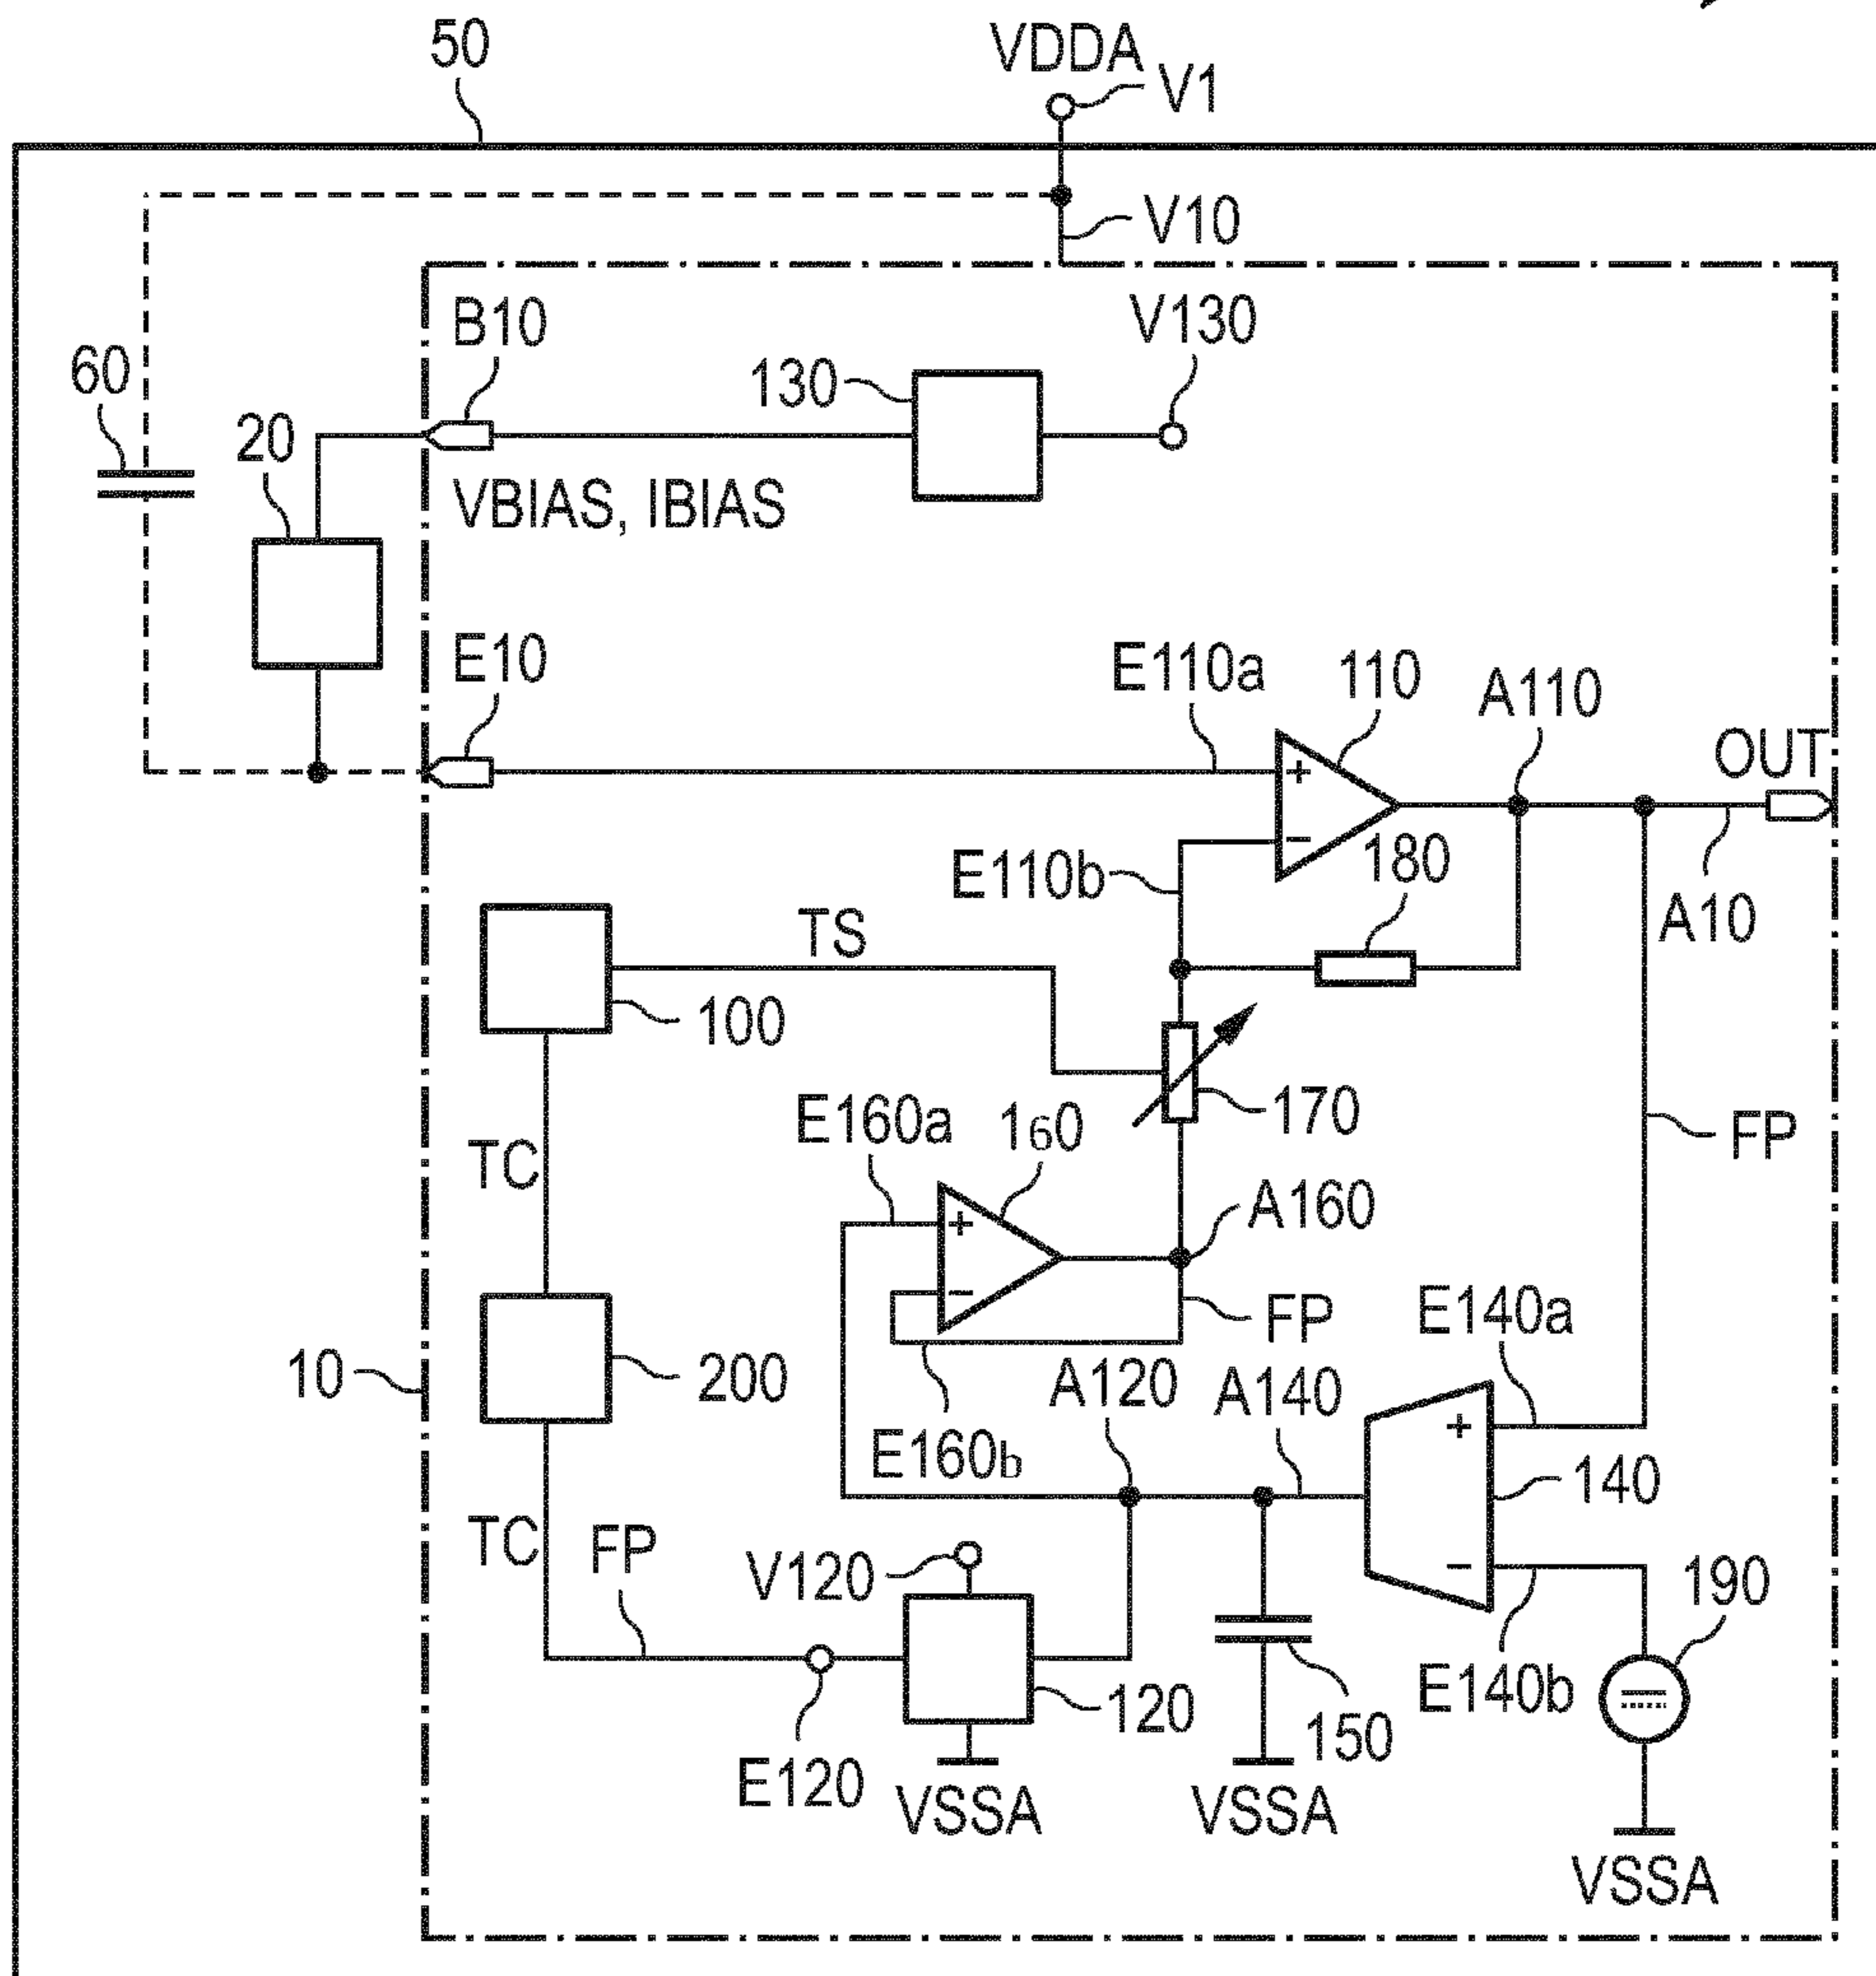 50
VDDA
V1
V10
B10
V130
60
130
20
VBIAS, IBIAS
E10
E110a
110
A110
OUT
+
−
E110b
180
A10
TS
100
170
E160a
160
TC
FP
A160
+
−
FP
E140a
10
200
A120
A140
E160b
+
140
TC
FP
V120
−
190
E140b
120
150
E120
VSSA
VSSA
VSSA